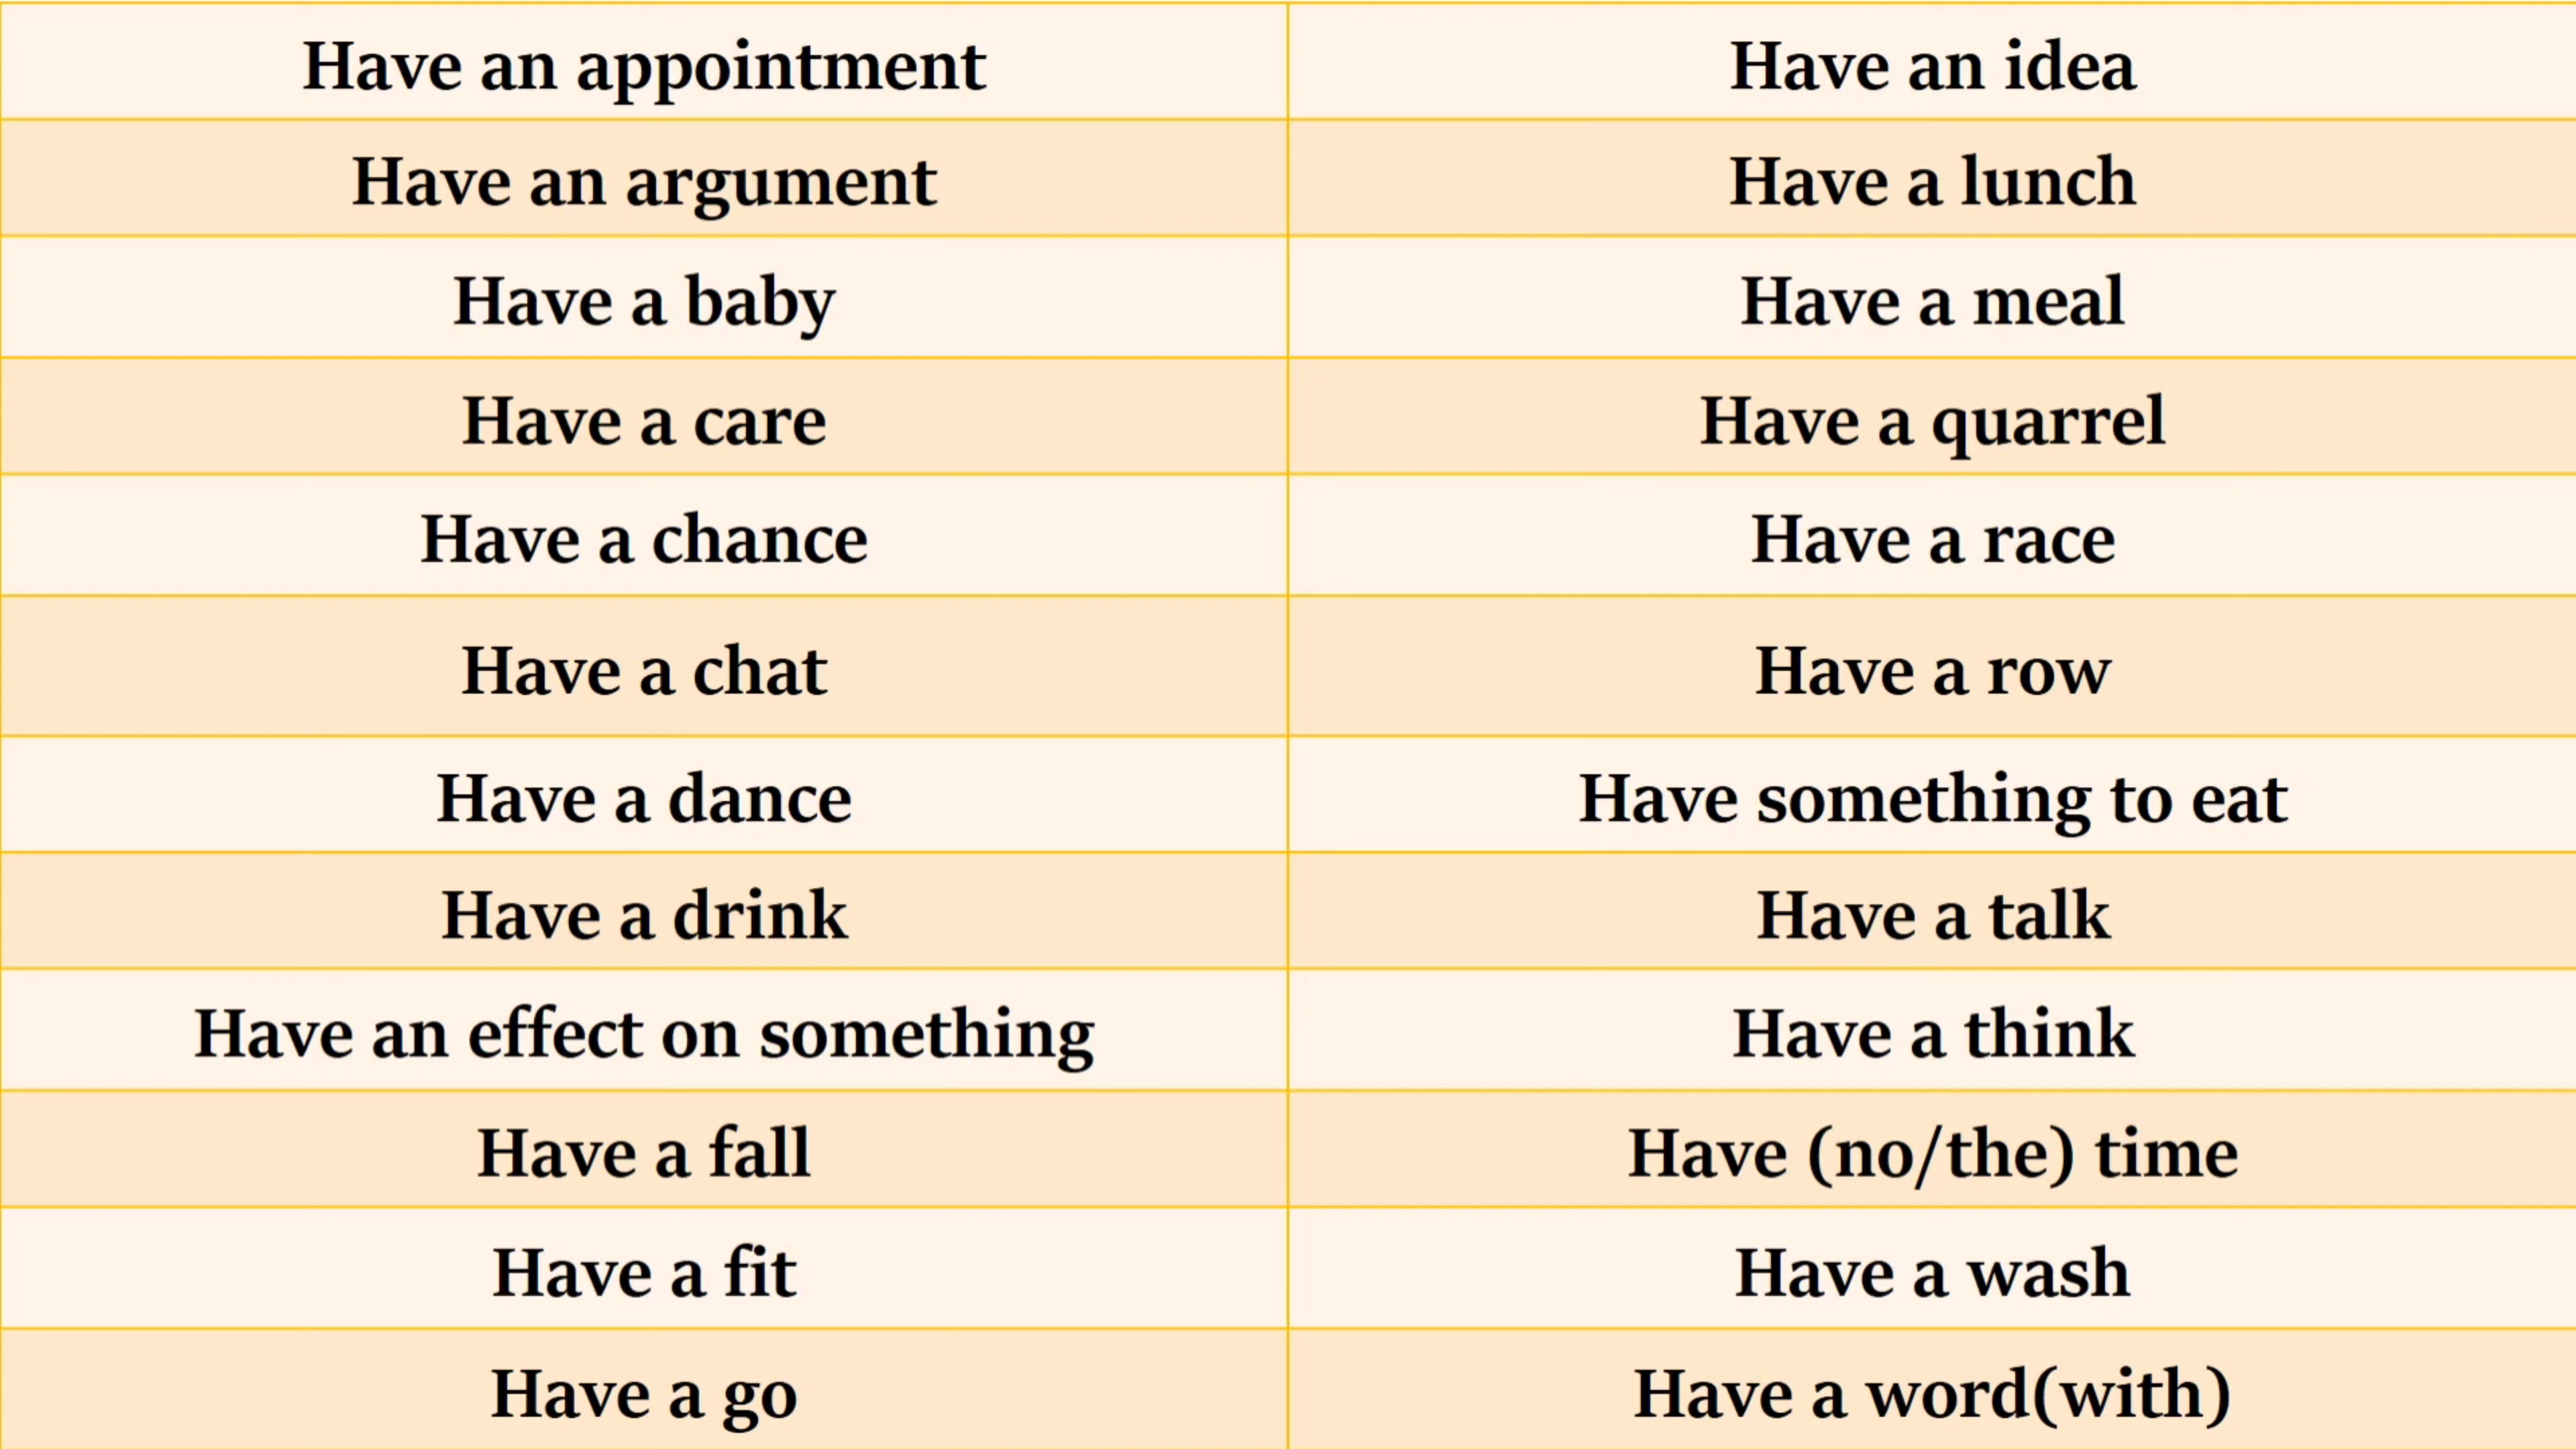 Have an appointment
Have an idea
Have an argument
Have a lunch
Have a baby
Have a meal
Have a care
Have a quarrel
Have a chance
Have a race
Have a chat
Have a row
Have a dance
Have something to eat
Have a drink
Have a talk
Have an effect on something
Have a think
Have a fall
Have (no/the) time
Have a fit
Have a wash
Have a go
Have a word(with)